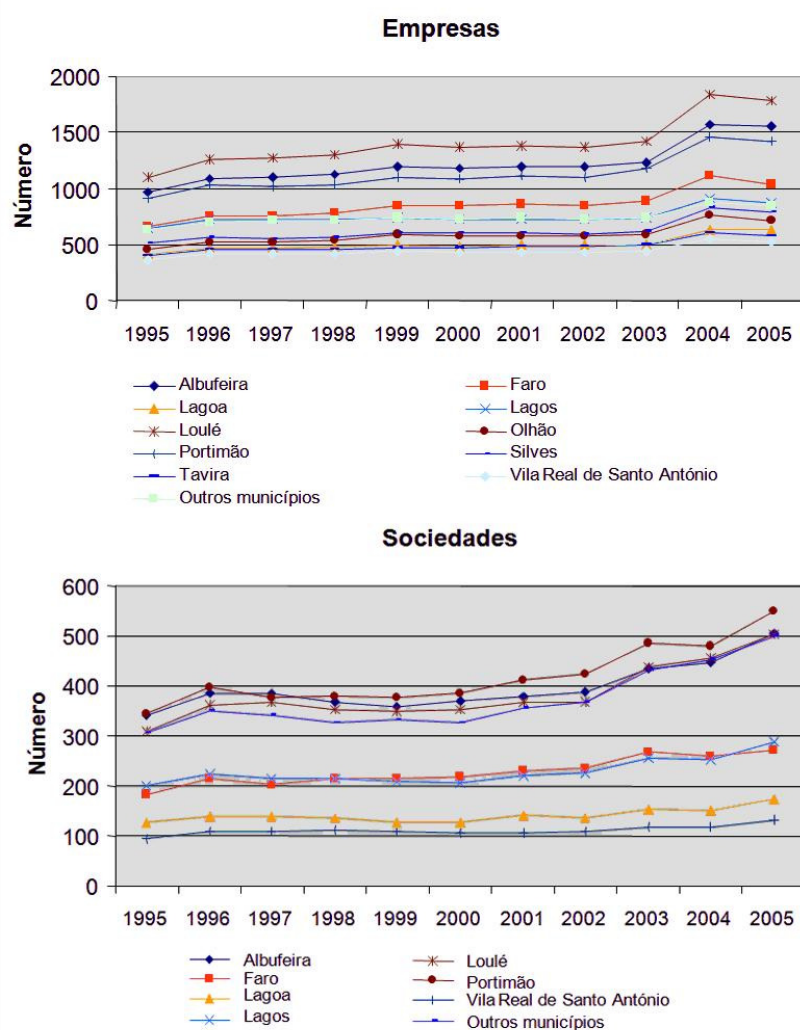 Empresas
2000
1500
1000
500
0
Número
1995 1996 1997 1998 1999 2000 2001 2002 2003 2004 2005
Albufeira Faro
Lagoa Lagos
Loulé Olhão
Portimão Silves
Tavira Vila Real de Santo António
Outros municípios
Sociedades
600
500
400
300
200
100
0
Número
1995 1996 1997 1998 1999 2000 2001 2002 2003 2004 2005
Albufeira Loulé
Faro Portimão
Lagoa Vila Real de Santo António
Lagos Outros municípios